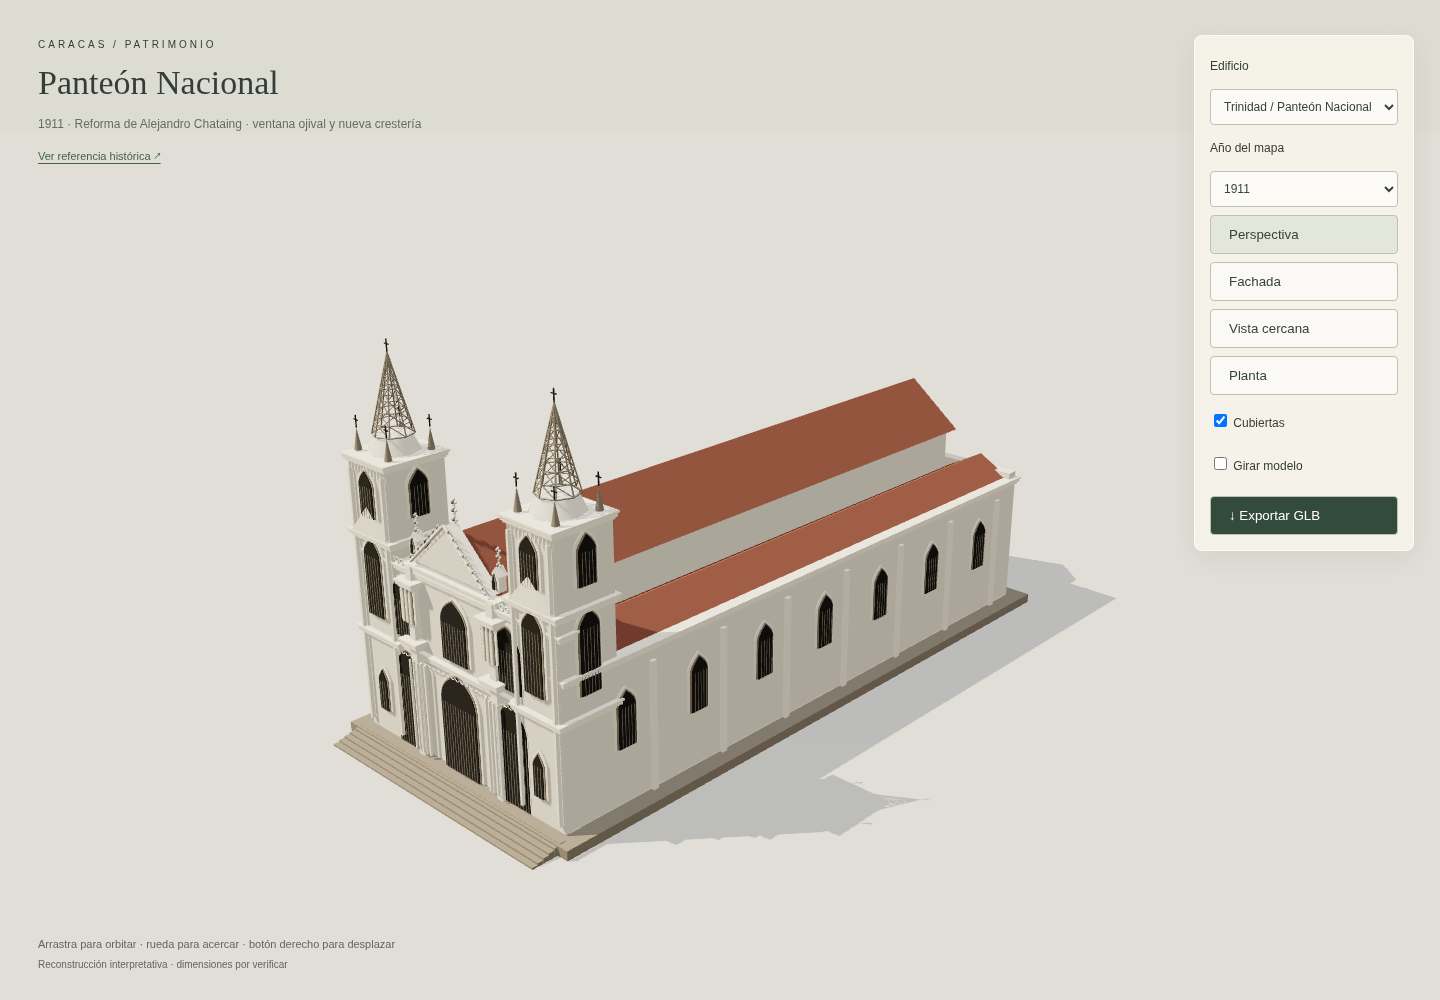 CARACAS / PATRIMONIO
Panteón Nacional
1911 · Reforma de Alejandro Chataing · ventana ojival y nueva crestería
Ver referencia histórica ↗
Edificio
Trinidad / Panteón Nacional
Año del mapa
1911
Perspectiva
Fachada
Vista cercana
Planta
Cubiertas
Girar modelo
↓ Exportar GLB
Arrastra para orbitar · rueda para acercar · botón derecho para desplazar
Reconstrucción interpretativa · dimensiones por verificar